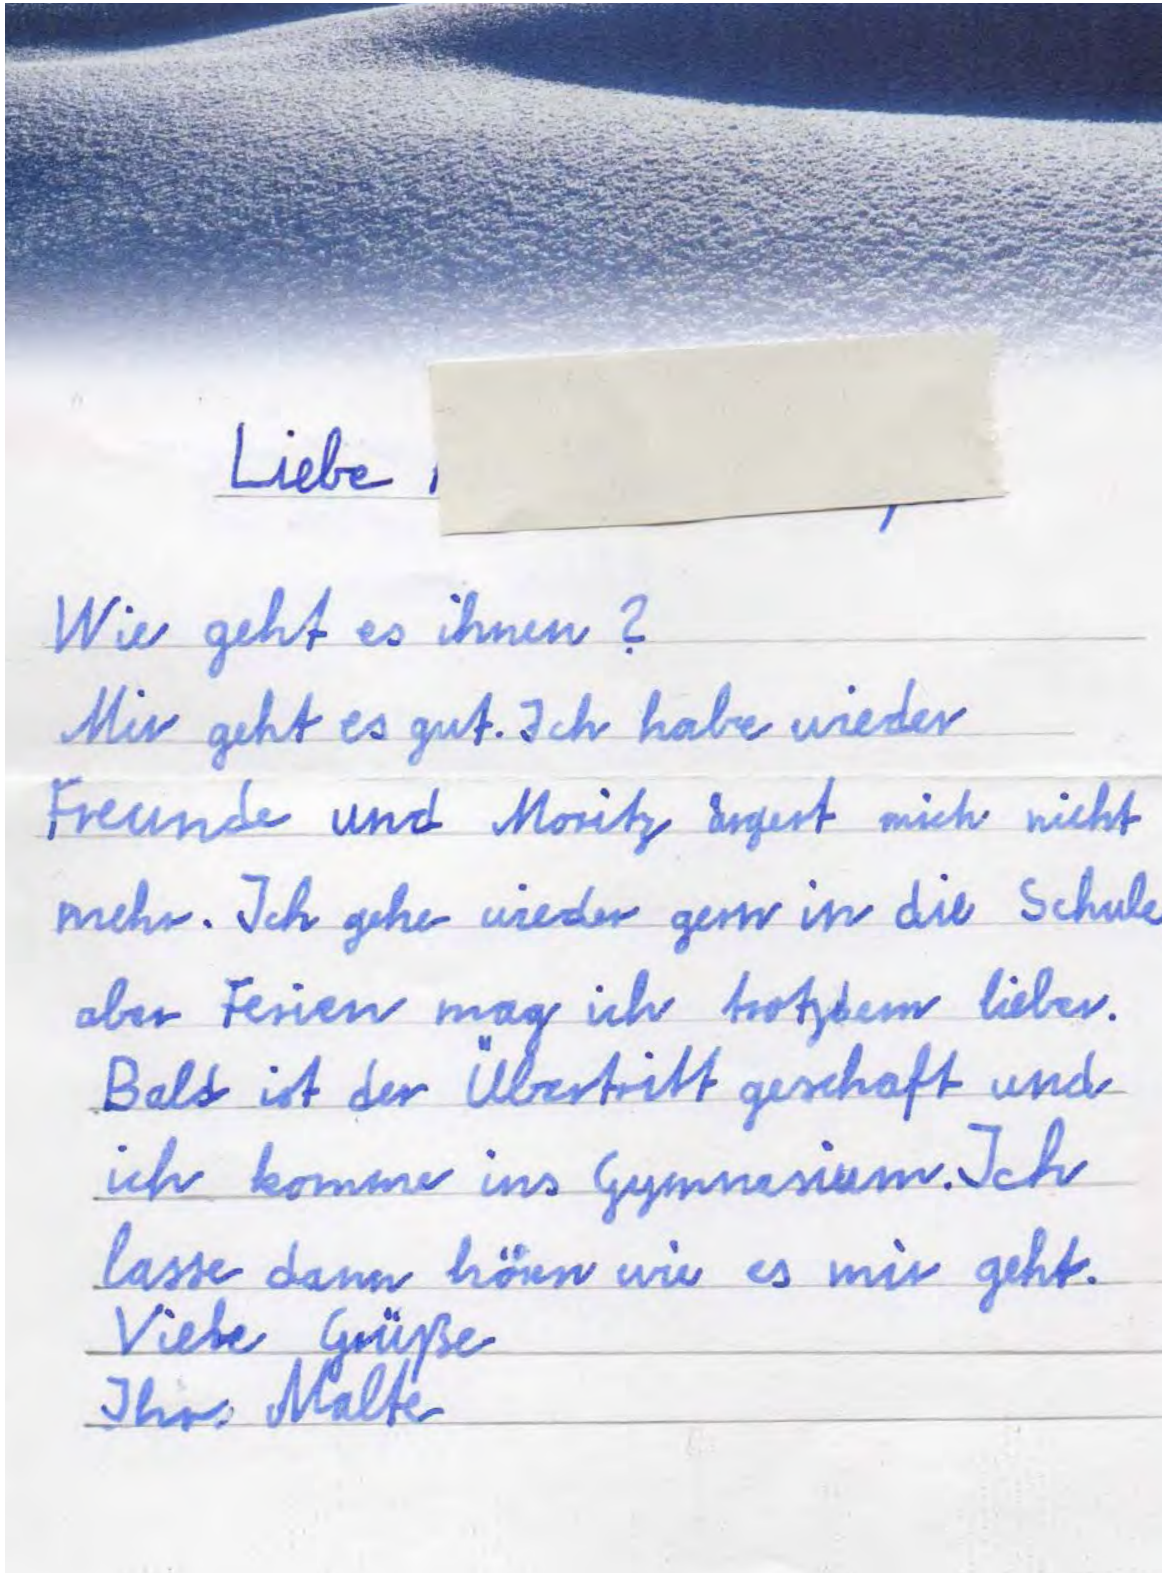 Liebe
Wie geht es ihnen ?
Mir geht es gut. Ich habe wieder
Freunde und Moritz ärgert mich nicht
mehr. Ich gehe wieder gern in die Schule
aber Ferien mag ich trotzdem lieber.
Bald ist der Übertritt geschaft und
ich komme ins Gymnasium. Ich
lasse dann hören wie es mir geht.
Viele Grüße
Ihr Malte